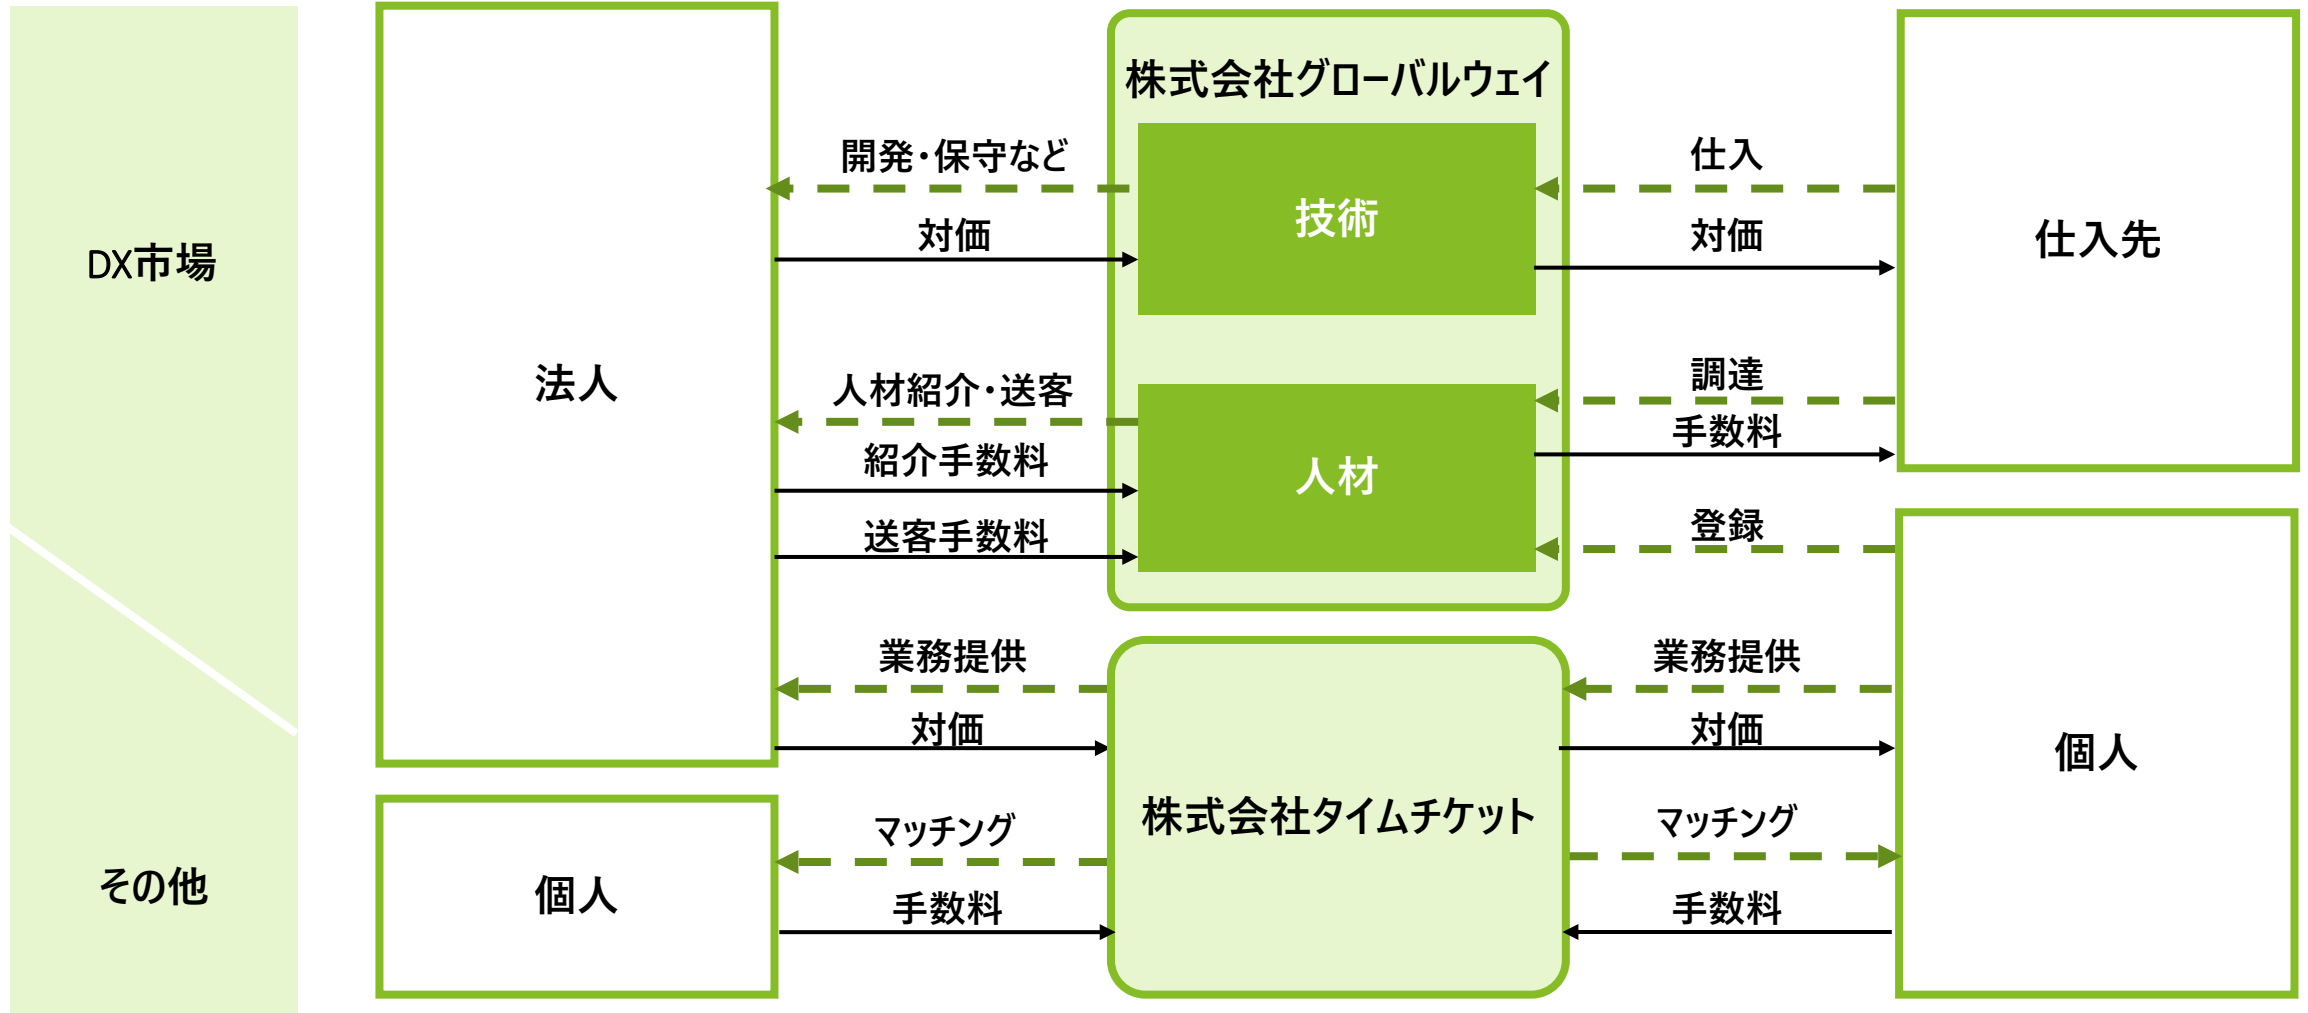 DX市場
その他
法人
個人
開発・保守など
対価
人材紹介・送客
紹介手数料
送客手数料
業務提供
対価
マッチング
手数料
株式会社グローバルウェイ
技術
人材
株式会社タイムチケット
仕入
対価
調達
手数料
登録
業務提供
対価
マッチング
手数料
仕入先
個人